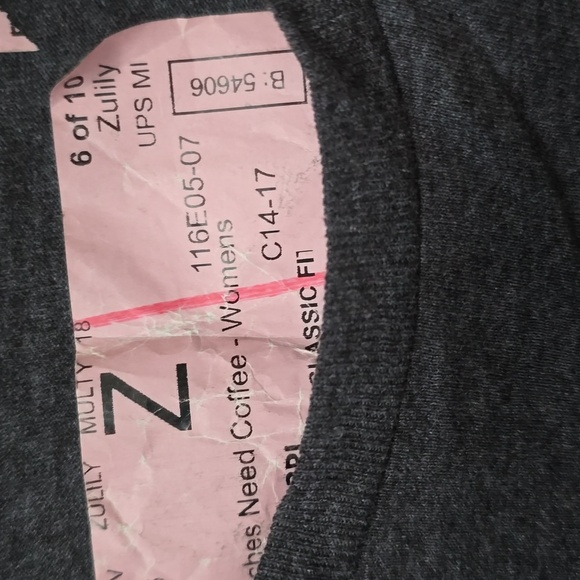 6 of 10
Zulily
UPS MI
B: 54606
116E05-07
C14-17
ZULILY MULTY 18
Z
ches Need Coffee - Womens
CLASSIC FIT